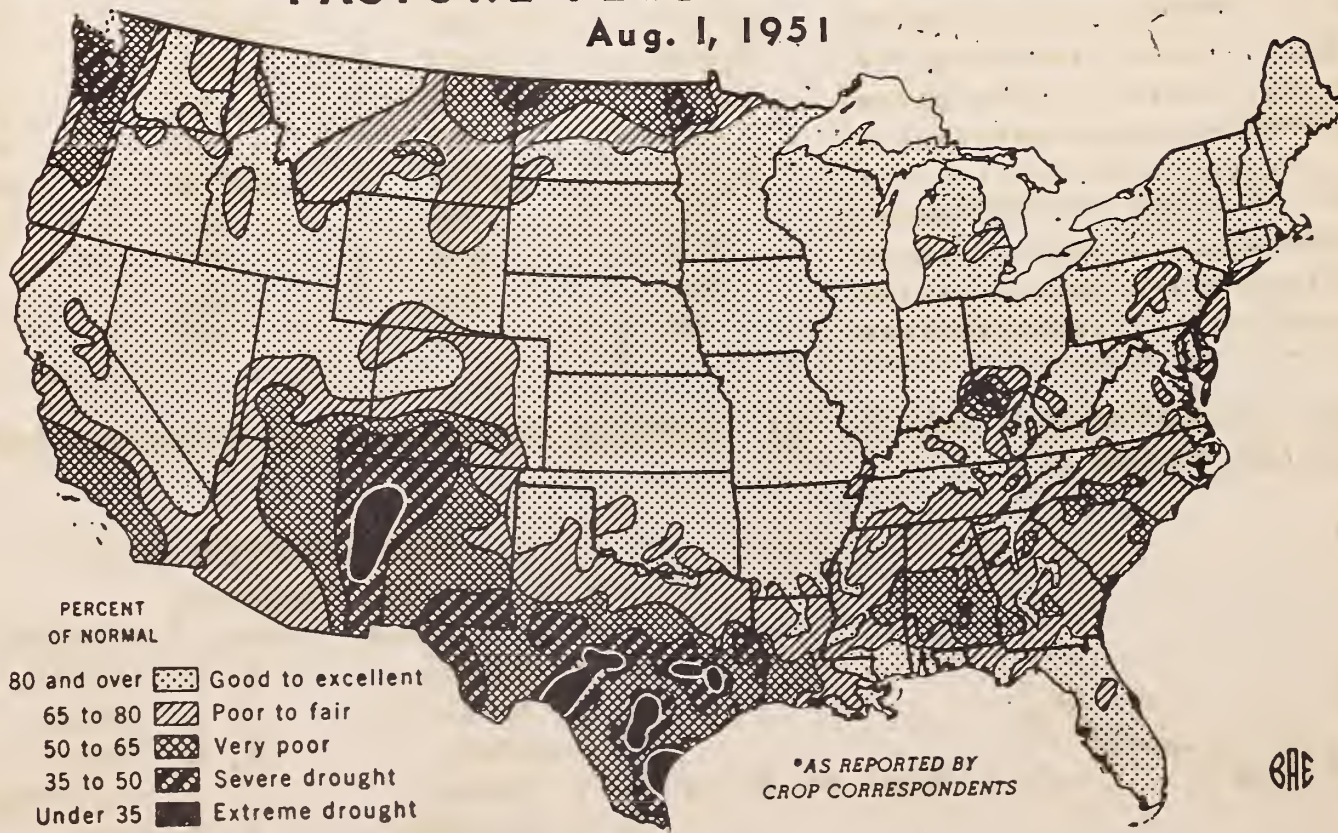 Aug. 1, 1951
PERCENT
OF NORMAL
80 and over Good to excellent
65 to 80 Poor to fair
50 to 65 Very poor
35 to 50 Severe drought
Under 35 Extreme drought
*AS REPORTED BY
CROP CORRESPONDENTS
BAE